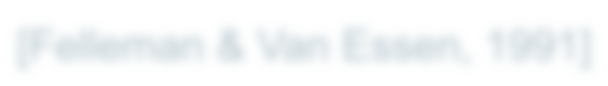 [Felleman & Van Essen, 1991]